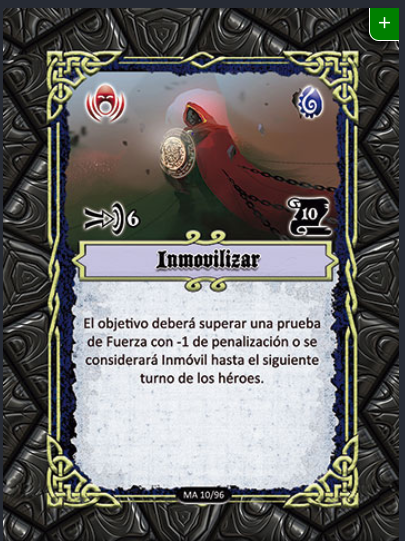 +
6
10
Inmovilizar
El objetivo deberá superar una prueba
de Fuerza con -1 de penalización o se
considerará Inmóvil hasta el siguiente
turno de los héroes.
MA 10/96